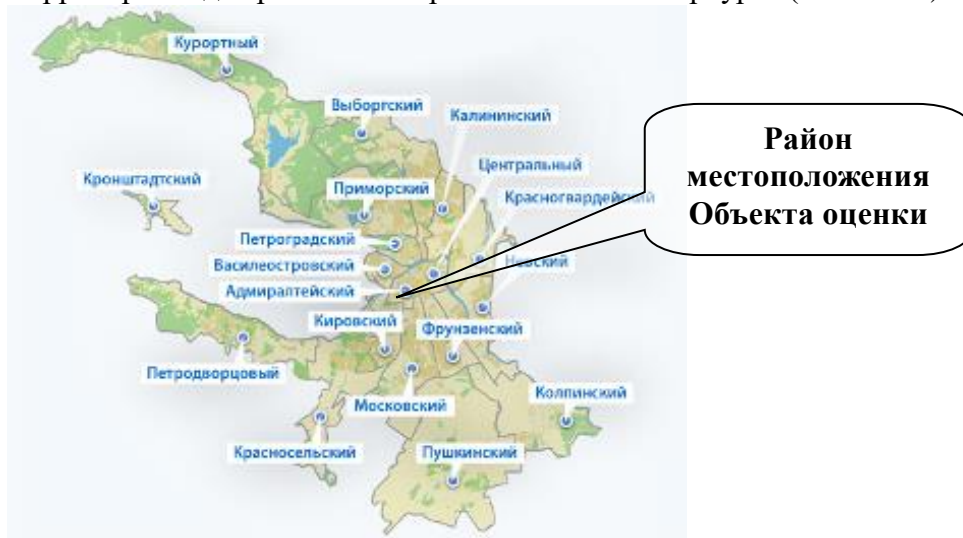 Курортный
Выборгский
Калининский
Центральный
Кронштадтский
Приморский
Красногвардейский
Петроградский
Василеостровский
Невский
Адмиралтейский
Кировский
Фрунзенский
Петродворцовый
Московский
Колпинский
Красносельский
Пушкинский
Район
местоположения
Объекта оценки